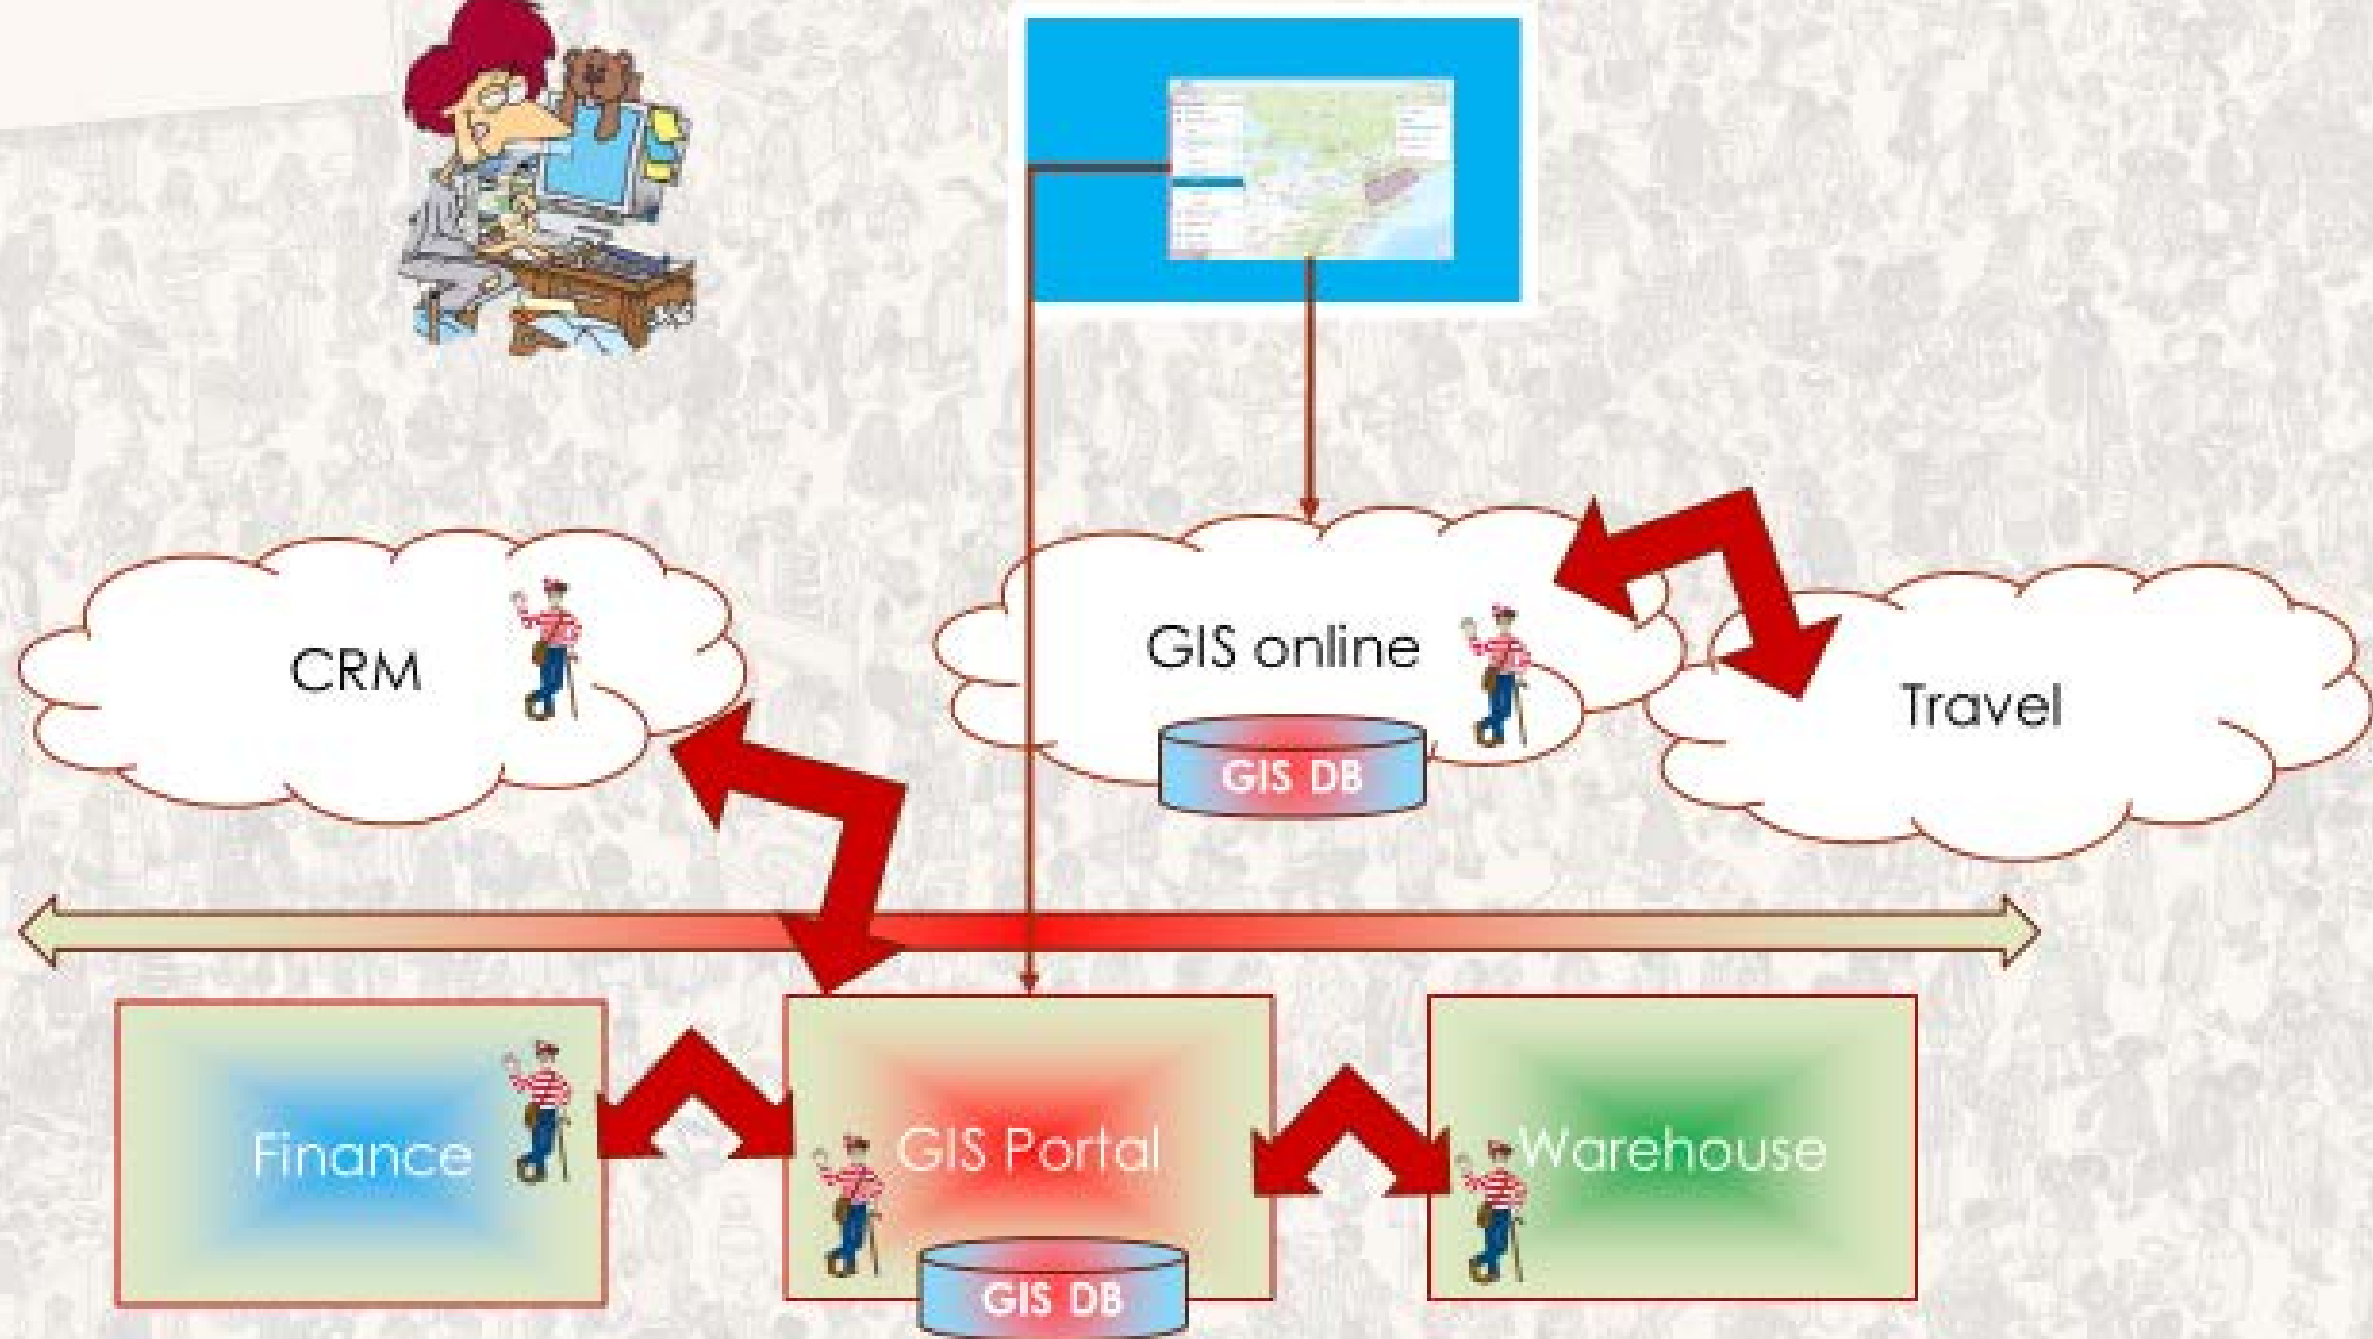 CRM
GIS online
Travel
GIS DB
Finance
GIS Portal
Warehouse
GIS DB